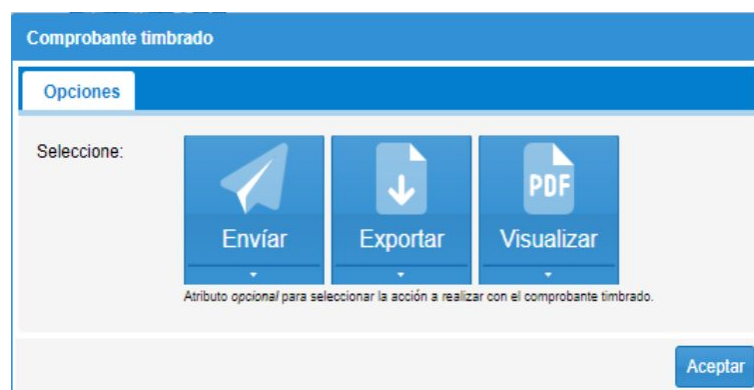 Comprobante timbrado
Opciones
Seleccione:
PDF
Envíar Exportar Visualizar
Atributo opcional para seleccionar la acción a realizar con el comprobante timbrado.
Aceptar